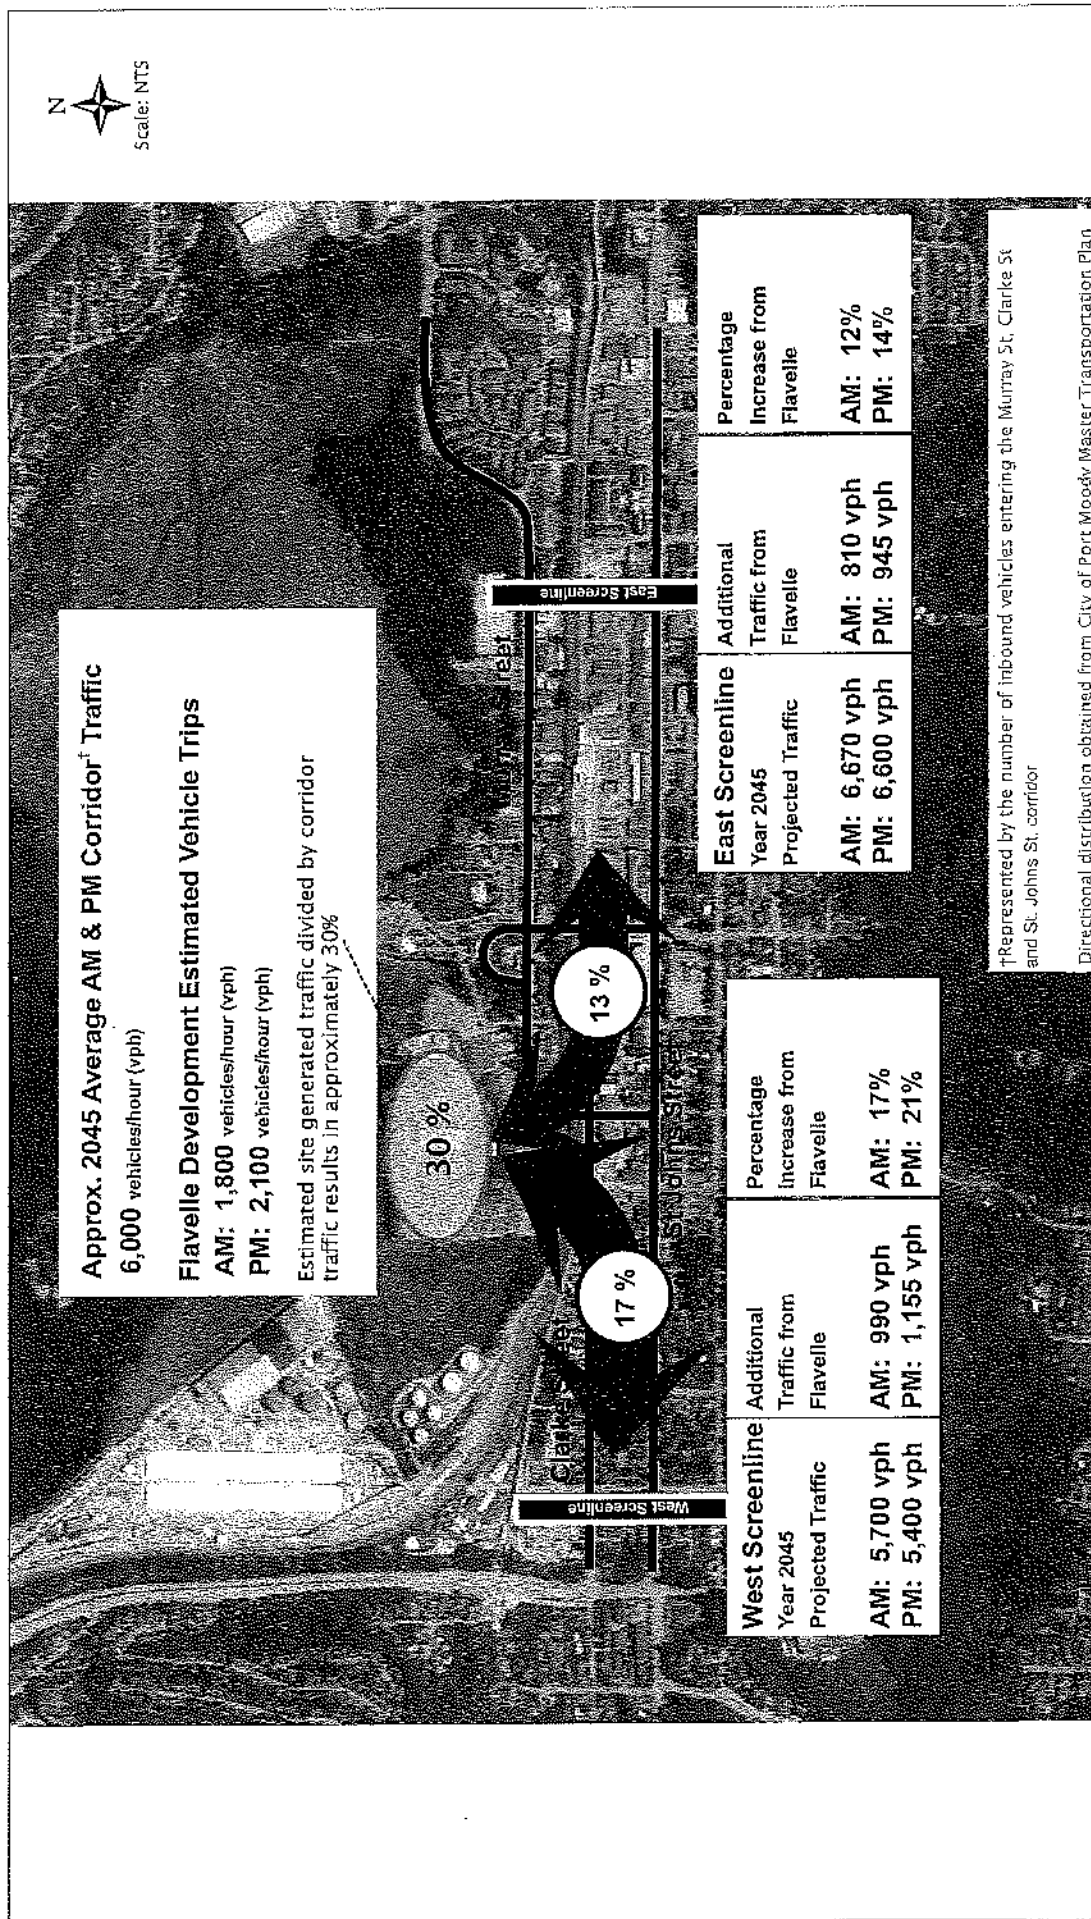 N
Scale: NTS
Approx. 2045 Average AM & PM Corridor† Traffic
6,000 vehicles/hour (vph)
Flavelle Development Estimated Vehicle Trips
AM: 1,800 vehicles/hour (vph)
PM: 2,100 vehicles/hour (vph)
Estimated site generated traffic divided by corridor
traffic results in approximately 30%
30 %
17 %
13 %
Clarke Street
Murray Street
St Johns Street
West Screenline
East Screenline
West Screenline
Year 2045
Projected Traffic
AM: 5,700 vph
PM: 5,400 vph
Additional
Traffic from
Flavelle
AM: 990 vph
PM: 1,155 vph
Percentage
Increase from
Flavelle
AM: 17%
PM: 21%
East Screenline
Year 2045
Projected Traffic
AM: 6,670 vph
PM: 6,600 vph
Additional
Traffic from
Flavelle
AM: 810 vph
PM: 945 vph
Percentage
Increase from
Flavelle
AM: 12%
PM: 14%
†Represented by the number of inbound vehicles entering the Murray St, Clarke St
and St. Johns St. corridor
Directional distribution obtained from City of Port Moody Master Transportation Plan